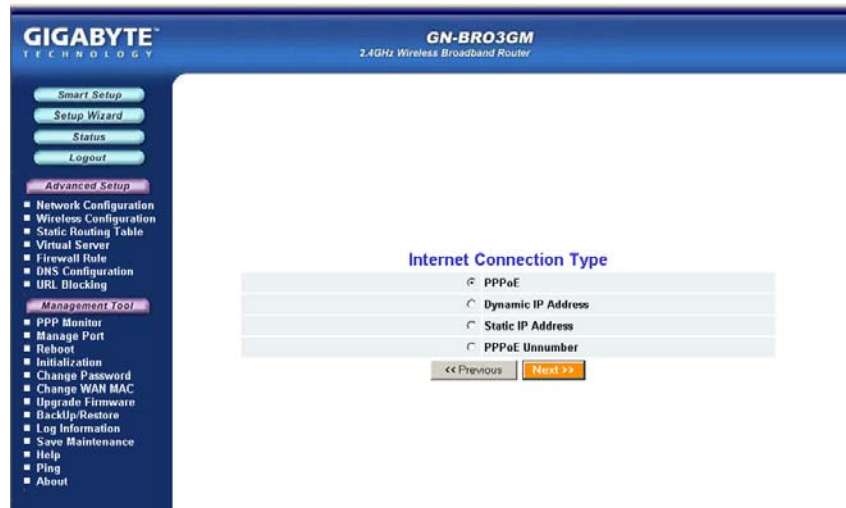 GIGABYTE™
TECHNOLOGY
GN-BRO3GM
2.4GHz Wireless Broadband Router
Smart Setup
Setup Wizard
Status
Logout
Advanced Setup
Network Configuration
Wireless Configuration
Static Routing Table
Virtual Server
Firewall Rule
DNS Configuration
URL Blocking
Management Tool
PPP Monitor
Manage Port
Reboot
Initialization
Change Password
Change WAN MAC
Upgrade Firmware
BackUp/Restore
Log Information
Save Maintenance
Help
Ping
About
Internet Connection Type
PPPoE
Dynamic IP Address
Static IP Address
PPPoE Unnumber
<< Previous
Next >>